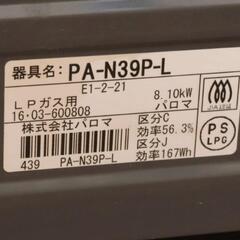 器具名: PA-N39P-L
E1-2-21
LPガス用 8.10kW
16・03-600808 パロマ
株式会社パロマ 区分C
効率56.3%
区分J
439 PA-N39P-L 効率167Wh
PS
LPG